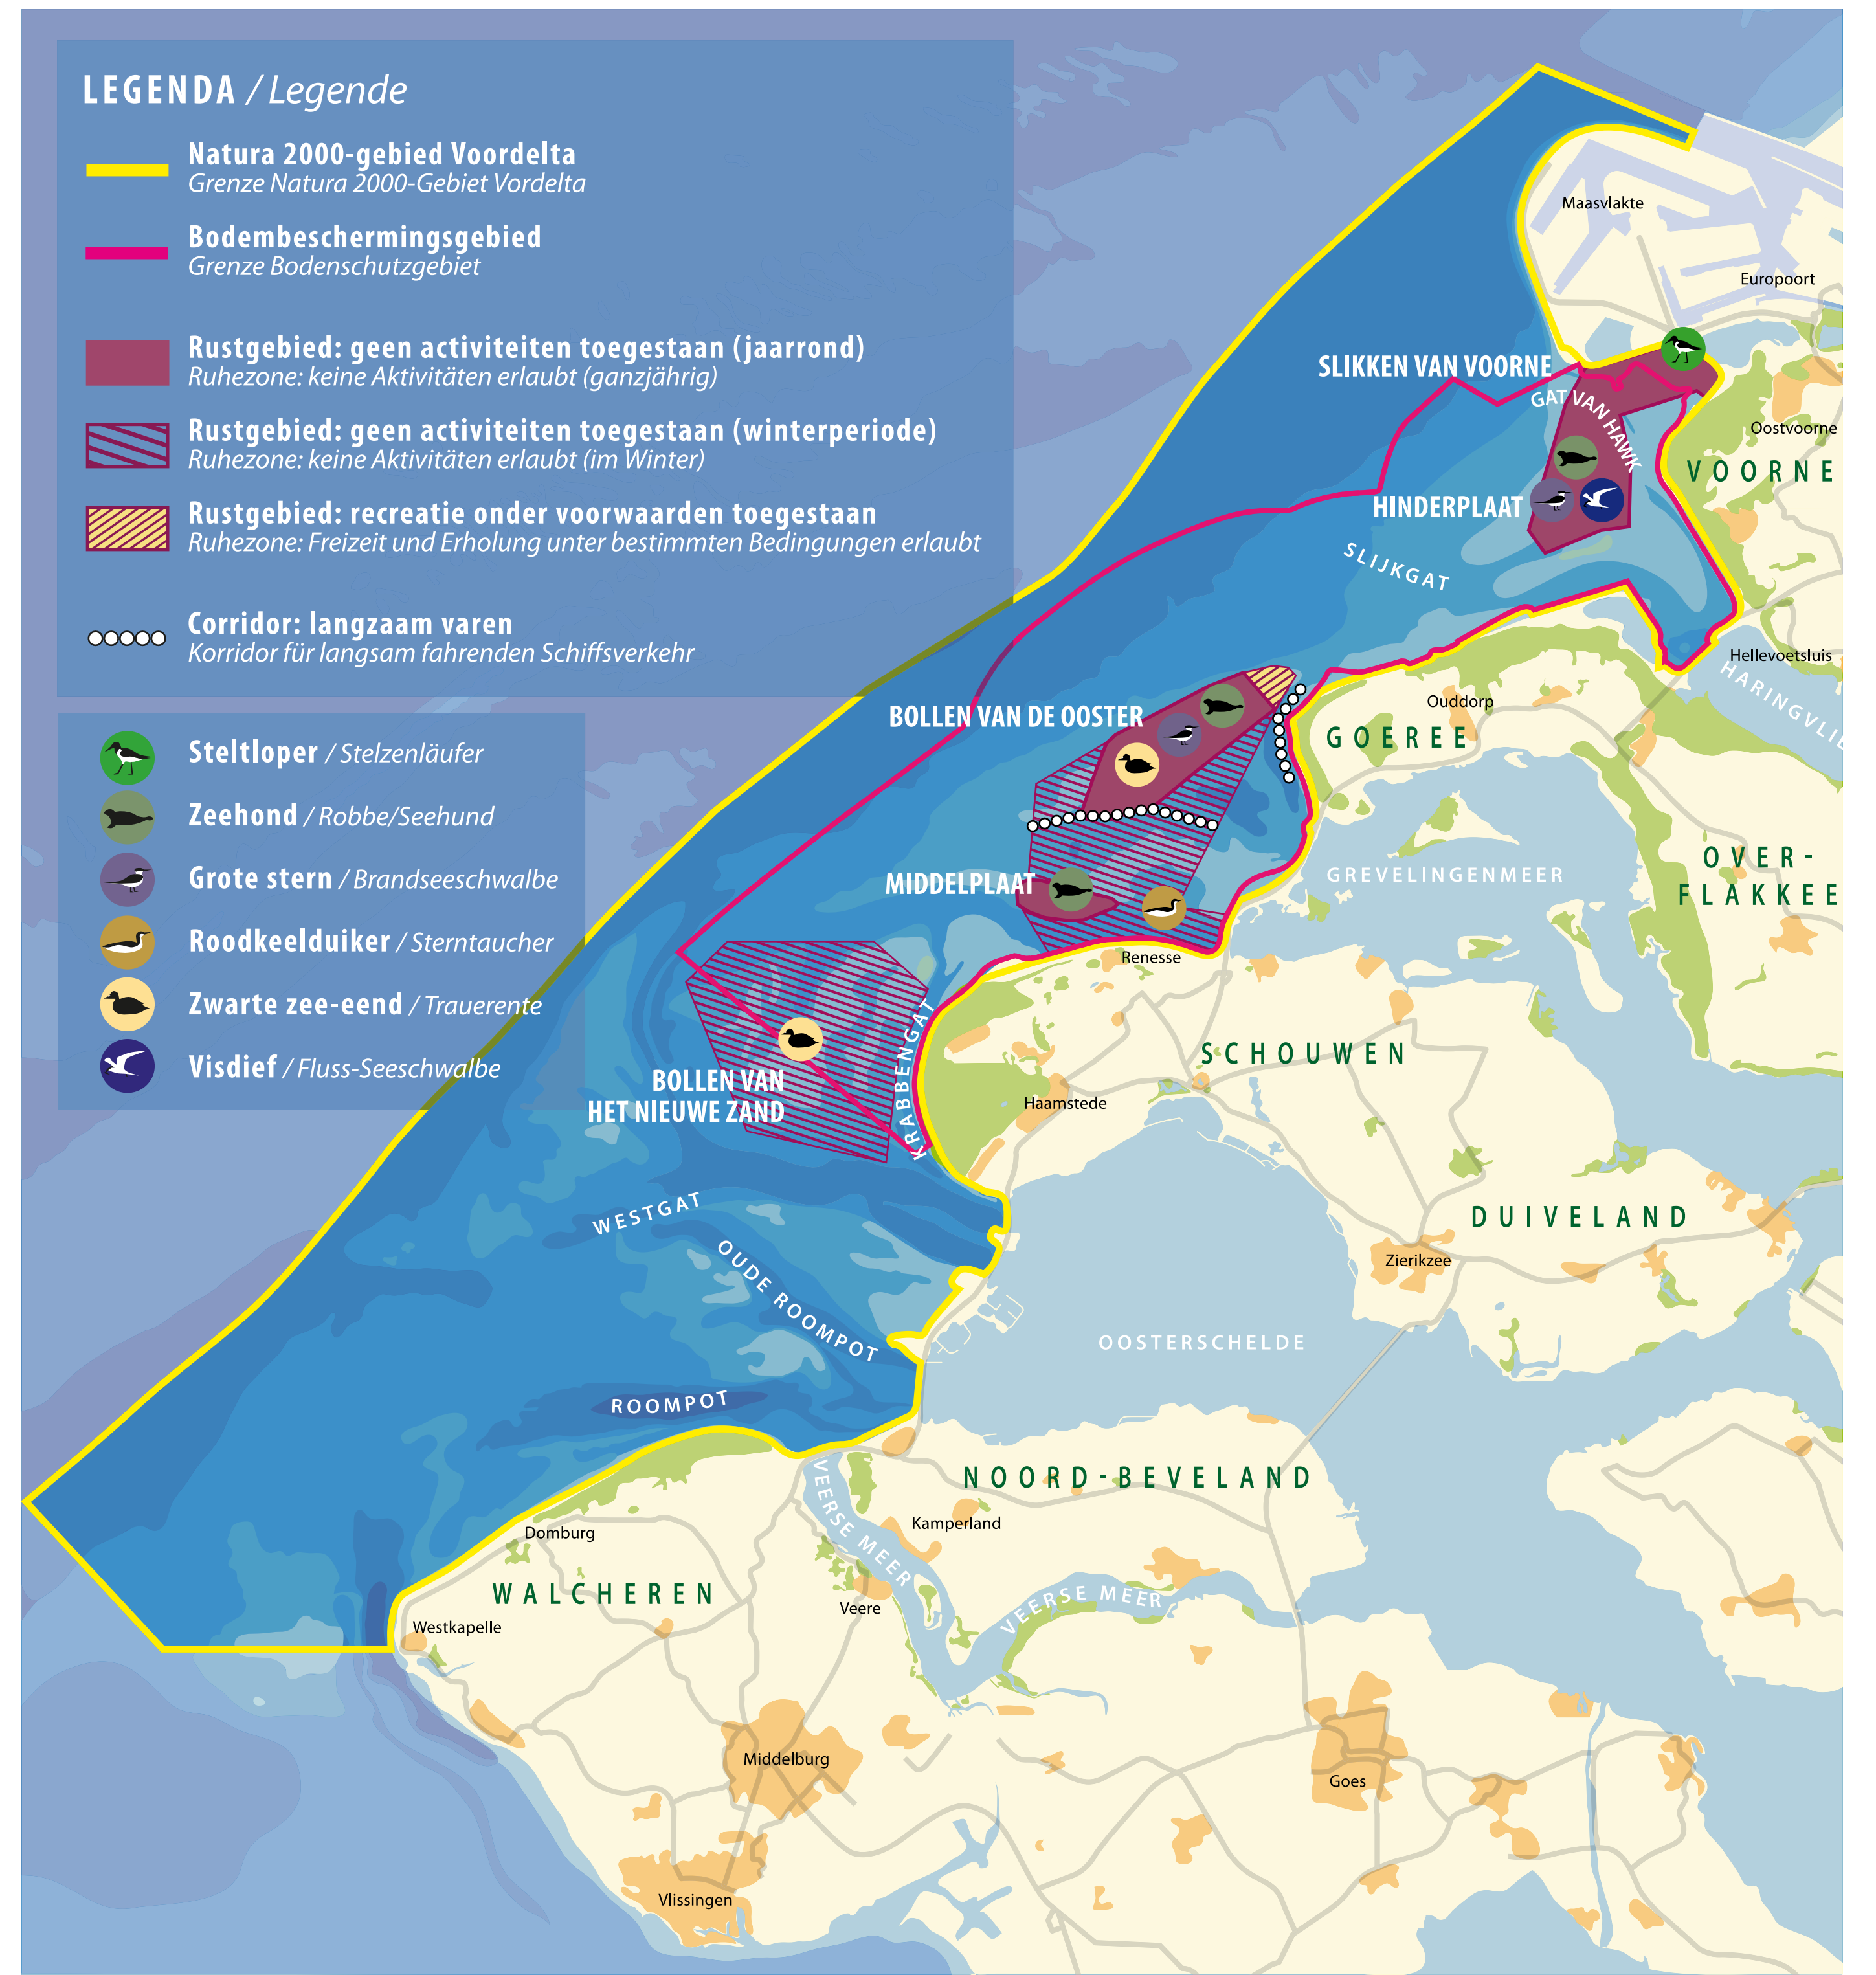 LEGENDA / Legende
Natura 2000-gebied Voordelta
Grenze Natura 2000-Gebiet Vordelta
Bodembeschermingsgebied
Grenze Bodenschutzgebiet
Rustgebied: geen activiteiten toegestaan (jaarrond)
Ruhezone: keine Aktivitäten erlaubt (ganzjährig)
Rustgebied: geen activiteiten toegestaan (winterperiode)
Ruhezone: keine Aktivitäten erlaubt (im Winter)
Rustgebied: recreatie onder voorwaarden toegestaan
Ruhezone: Freizeit und Erholung unter bestimmten Bedingungen erlaubt
Corridor: langzaam varen
Korridor für langsam fahrenden Schiffsverkehr
Steltloper / Stelzenläufer
Zeehond / Robbe/Seehund
Grote stern / Brandseeschwalbe
Roodkeelduiker / Sterntaucher
Zwarte zee-eend / Trauerente
Visdief / Fluss-Seeschwalbe
Maasvlakte
Europoort
SLIKKEN VAN VOORNE
GAT VAN HAWK
Oostvoorne
VOORNE
HINDERPLAAT
SLIJKGAT
Hellevoetsluis
HARINGVLIE
Ouddorp
BOLLEN VAN DE OOSTER
GOEREE
OVER-
FLAKKEE
GREVELINGENMEER
MIDDELPLAAT
Renesse
KRABBENGAT
SCHOUWEN
BOLLEN VAN
HET NIEUWE ZAND
Haamstede
WESTGAT
DUIVELAND
OUDE ROOMPOT
Zierikzee
OOSTERSCHELDE
ROOMPOT
NOORD-BEVELAND
VEERSE MEER
Kamperland
Domburg
WALCHEREN
VEERSE MEER
Veere
Westkapelle
Middelburg
Goes
Vlissingen